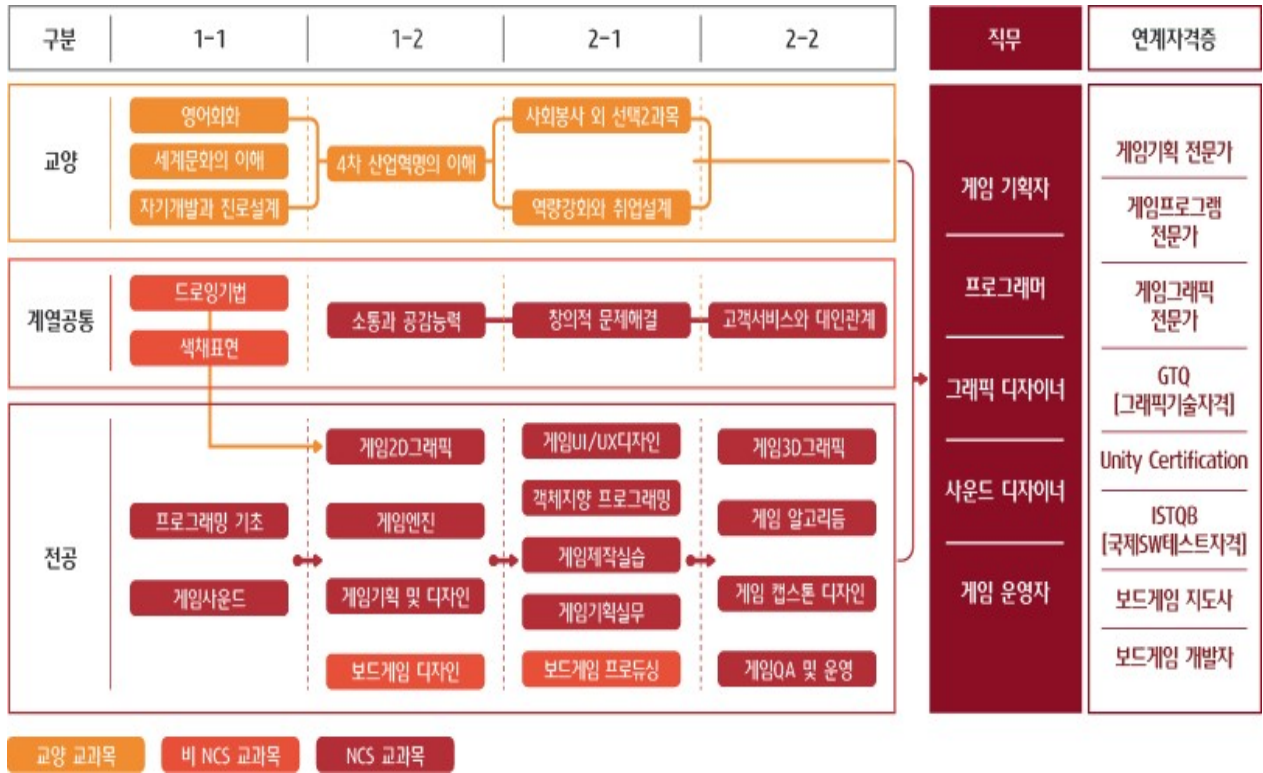 구분 1-1 1-2 2-1 2-2 직무 연계자격증
교양
영어회화
세계문화의 이해
자기개발과 진로설계
4차 산업혁명의 이해
사회봉사 외 선택2과목
역량강화와 취업설계
계열공통
드로잉기법
색채표현
소통과 공감능력
창의적 문제해결
고객서비스와 대인관계
전공
프로그래밍 기초
게임사운드
게임2D그래픽
게임엔진
게임기획 및 디자인
보드게임 디자인
게임UI/UX디자인
객체지향 프로그래밍
게임제작실습
게임기획실무
보드게임 프로듀싱
게임3D그래픽
게임 알고리듬
게임 캡스톤 디자인
게임QA 및 운영
게임 기획자
프로그래머
그래픽 디자이너
사운드 디자이너
게임 운영자
게임기획 전문가
게임프로그램
전문가
게임그래픽
전문가
GTQ
[그래픽기술자격]
Unity Certification
ISTQB
[국제SW테스트자격]
보드게임 지도사
보드게임 개발자
교양 교과목
비 NCS 교과목
NCS 교과목